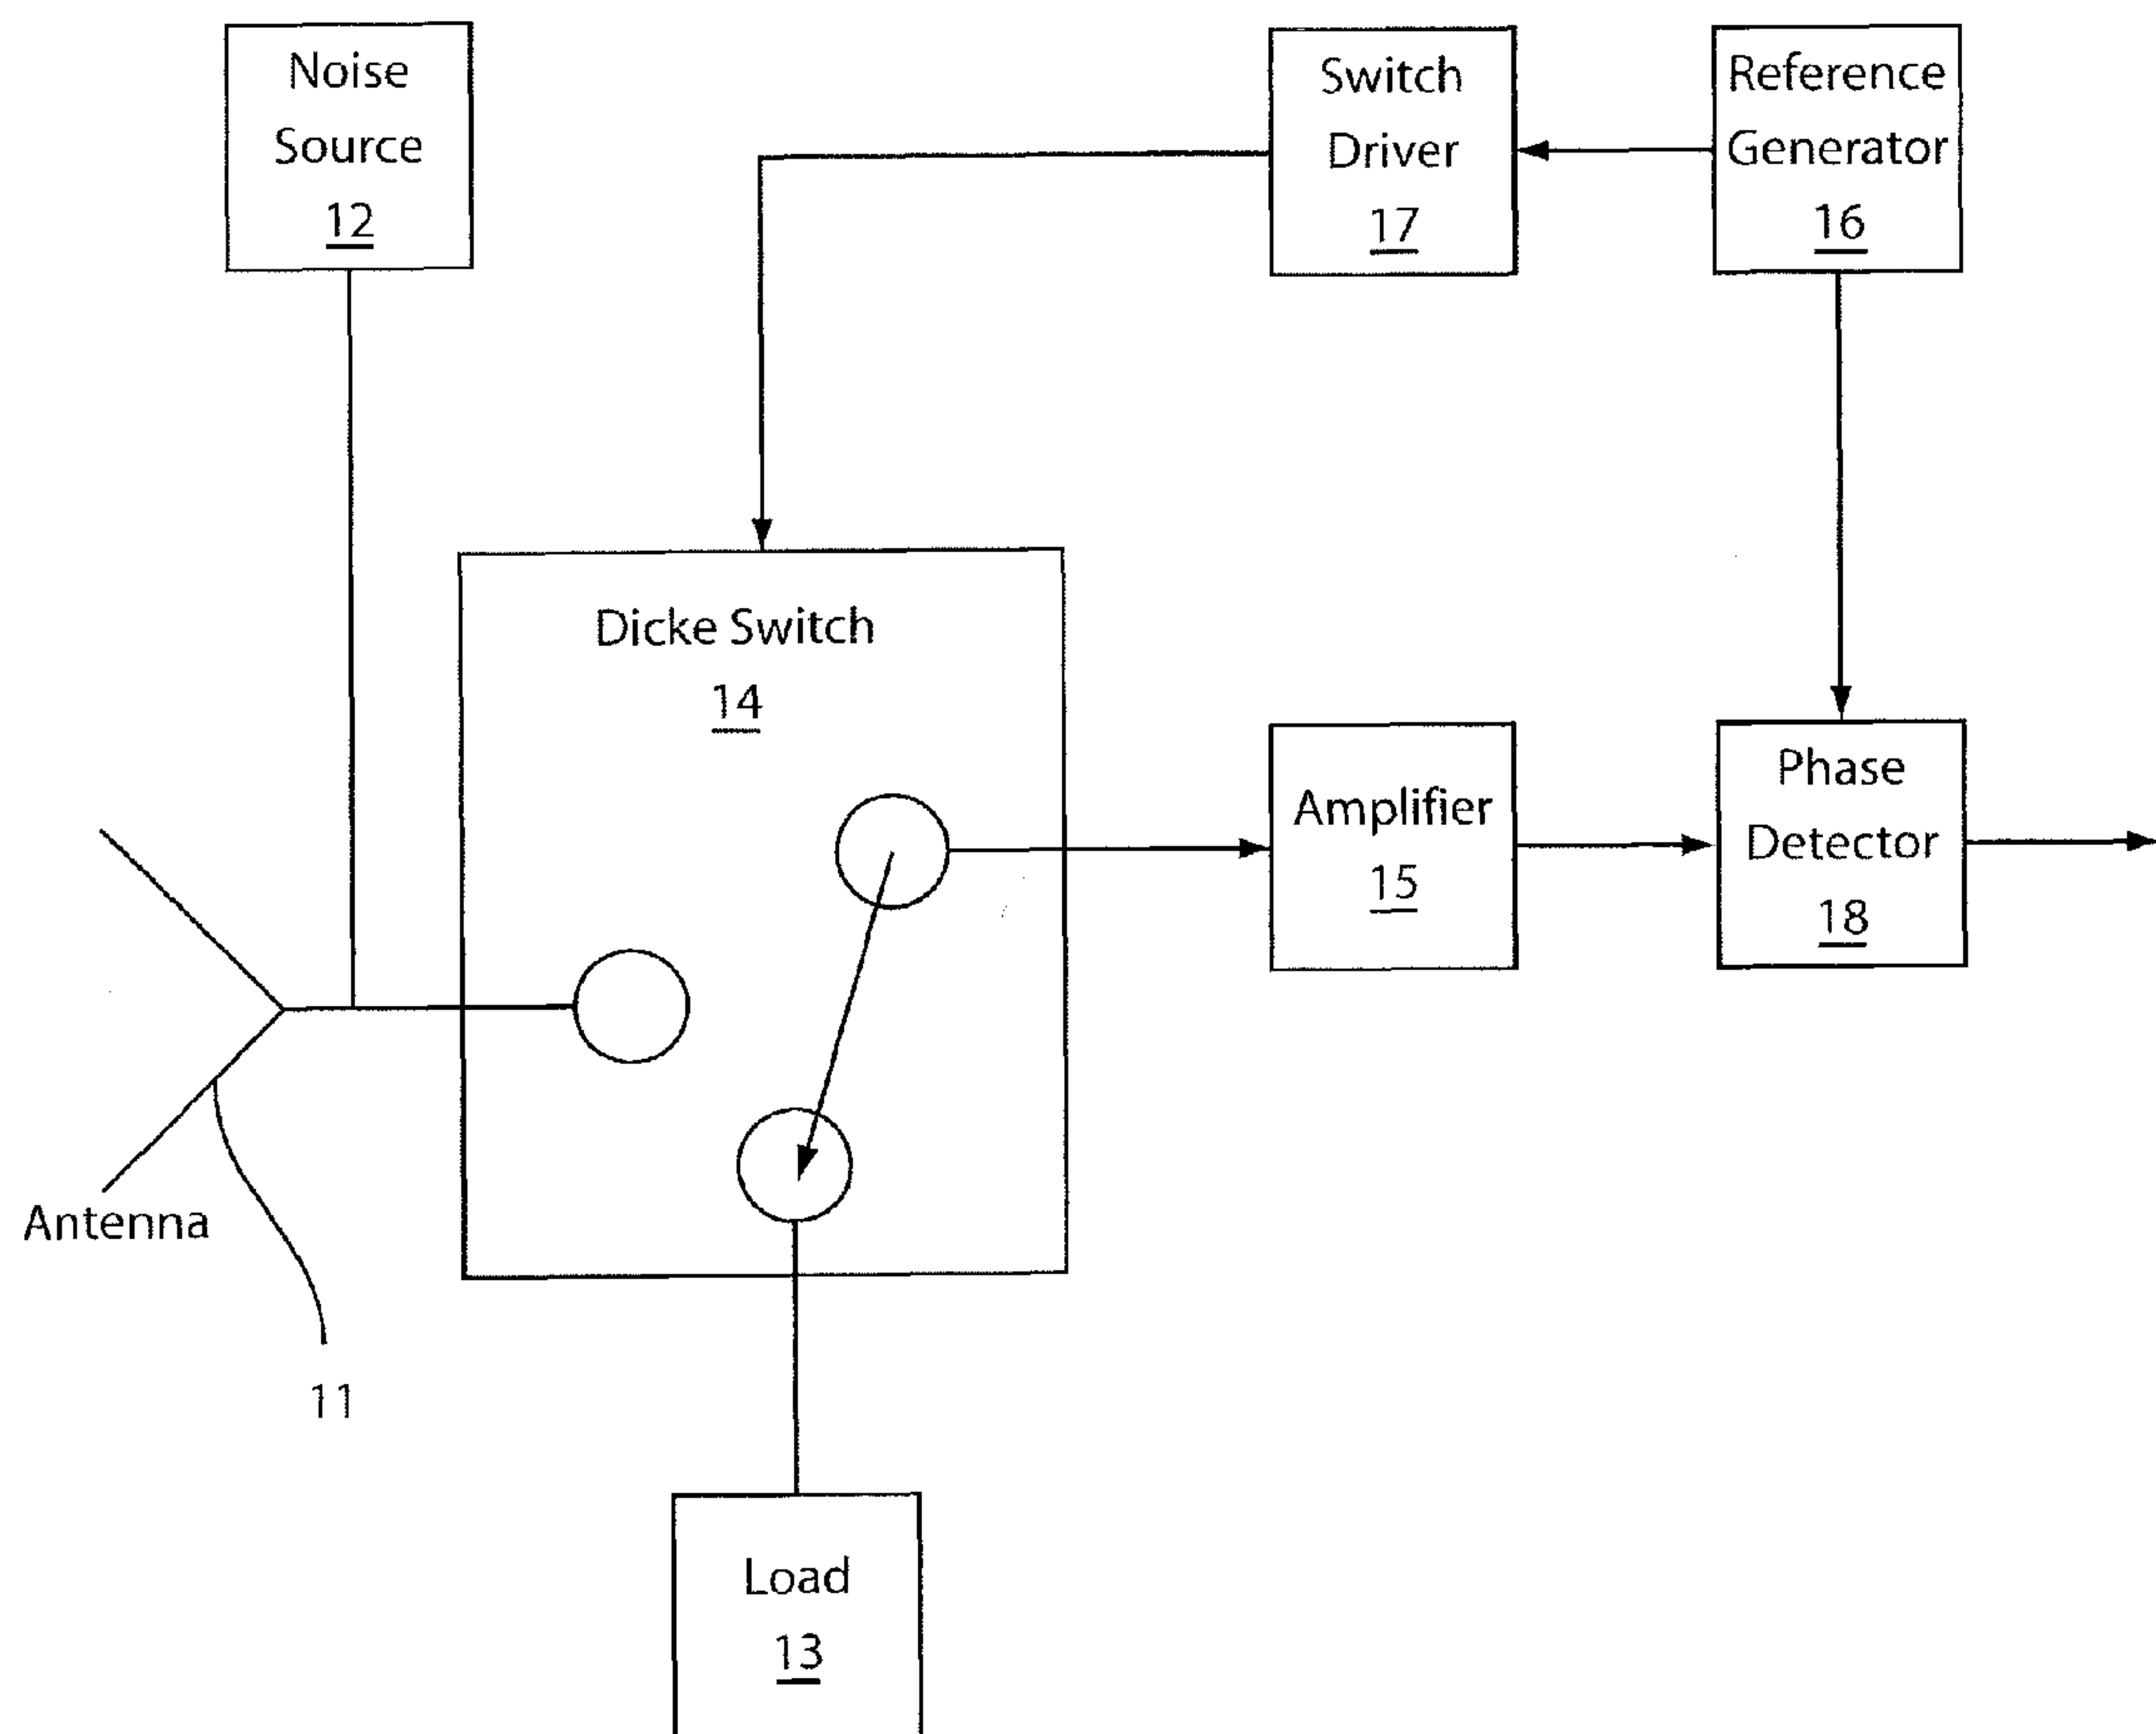 Noise
Source
12
Switch
Driver
17
Reference
Generator
16
Dicke Switch
14
Amplifier
15
Phase
Detector
18
Antenna
11
Load
13